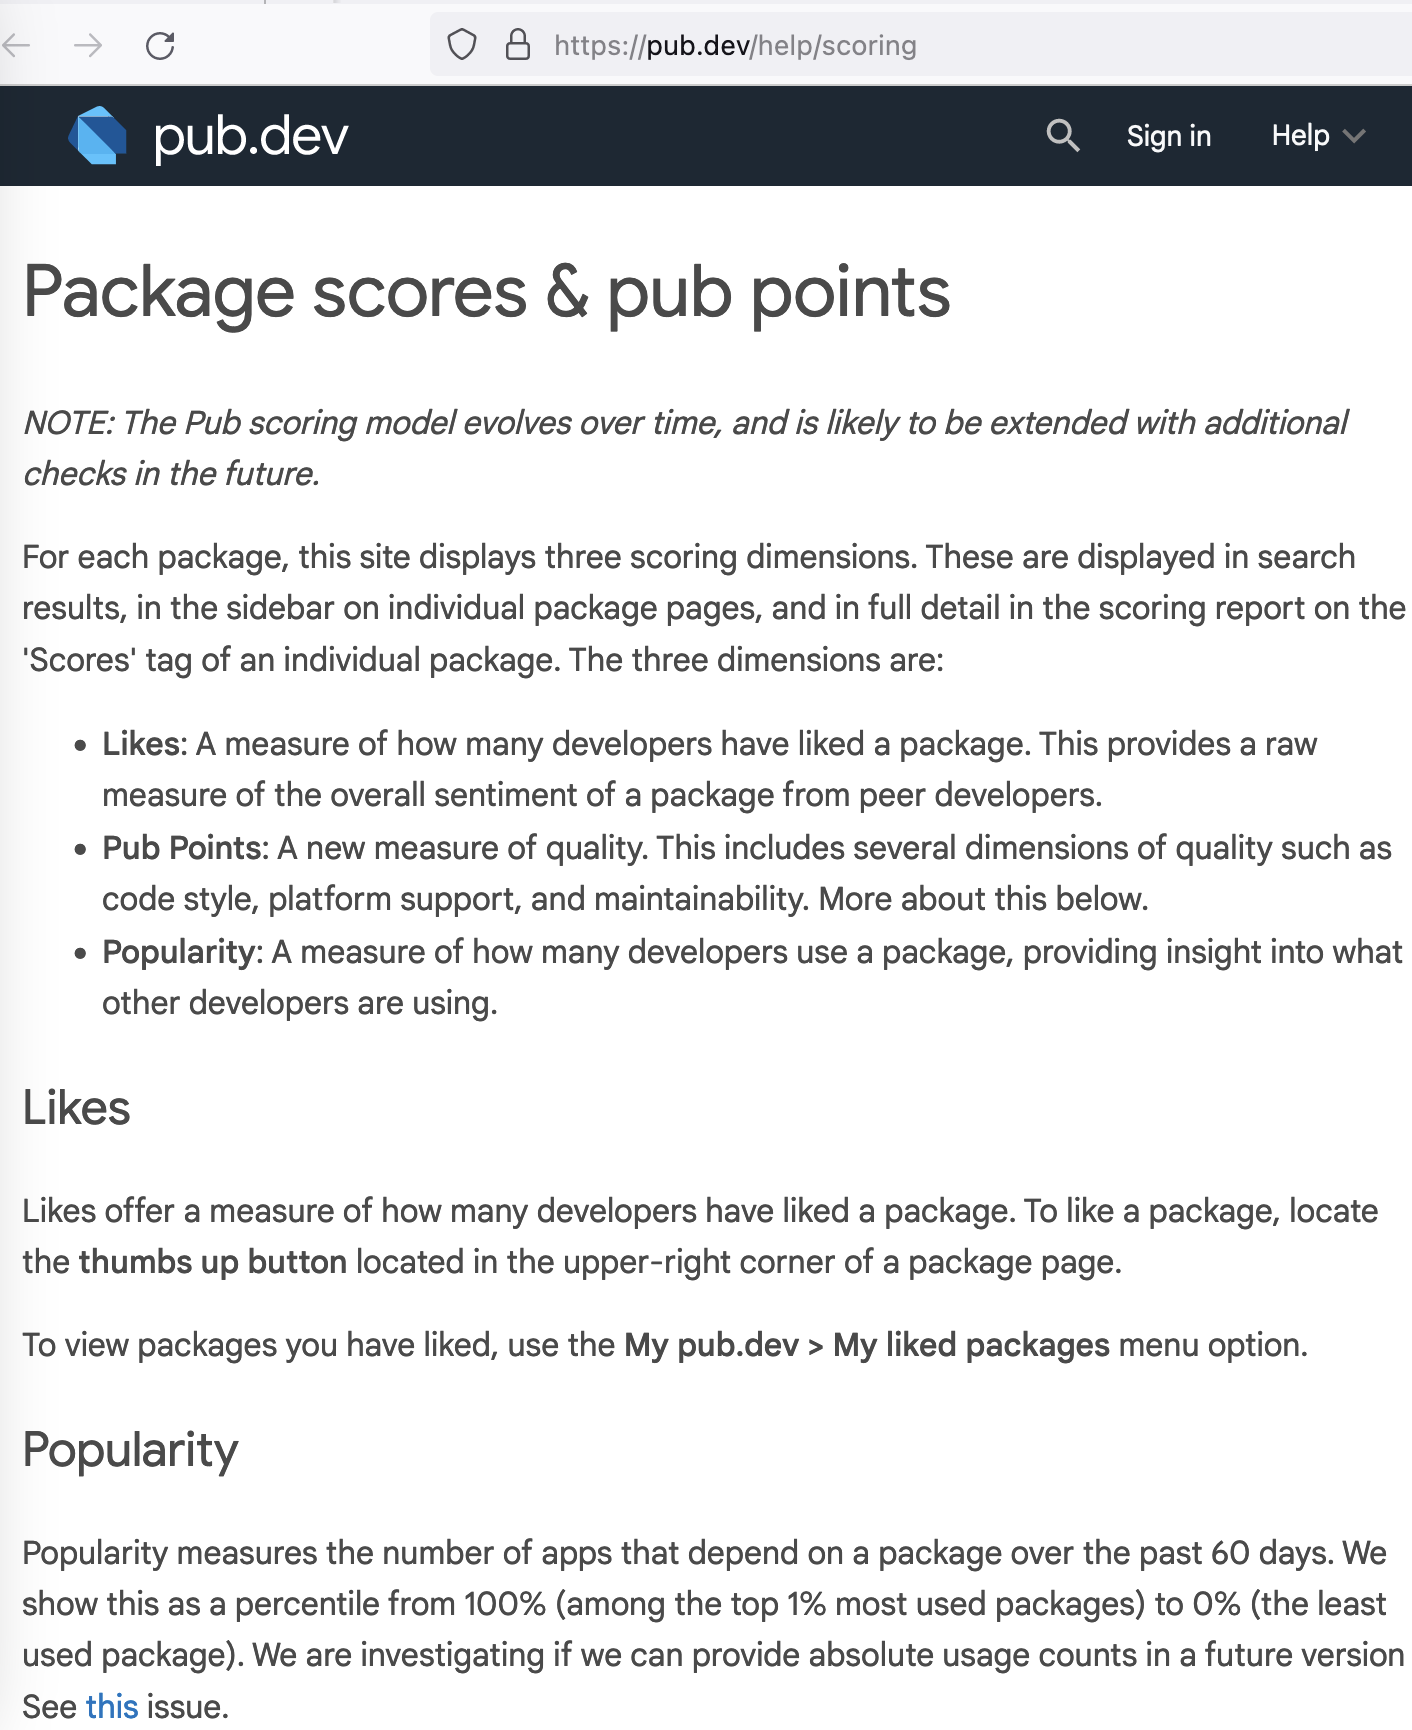 https://pub.dev/help/scoring
pub.dev
Sign in
Help
Package scores & pub points
NOTE: The Pub scoring model evolves over time, and is likely to be extended with additional
checks in the future.
For each package, this site displays three scoring dimensions. These are displayed in search
results, in the sidebar on individual package pages, and in full detail in the scoring report on the
'Scores' tag of an individual package. The three dimensions are:
• Likes: A measure of how many developers have liked a package. This provides a raw
measure of the overall sentiment of a package from peer developers.
• Pub Points: A new measure of quality. This includes several dimensions of quality such as
code style, platform support, and maintainability. More about this below.
• Popularity: A measure of how many developers use a package, providing insight into what
other developers are using.
Likes
Likes offer a measure of how many developers have liked a package. To like a package, locate
the thumbs up button located in the upper-right corner of a package page.
To view packages you have liked, use the My pub.dev > My liked packages menu option.
Popularity
Popularity measures the number of apps that depend on a package over the past 60 days. We
show this as a percentile from 100% (among the top 1% most used packages) to 0% (the least
used package). We are investigating if we can provide absolute usage counts in a future version
See this issue.